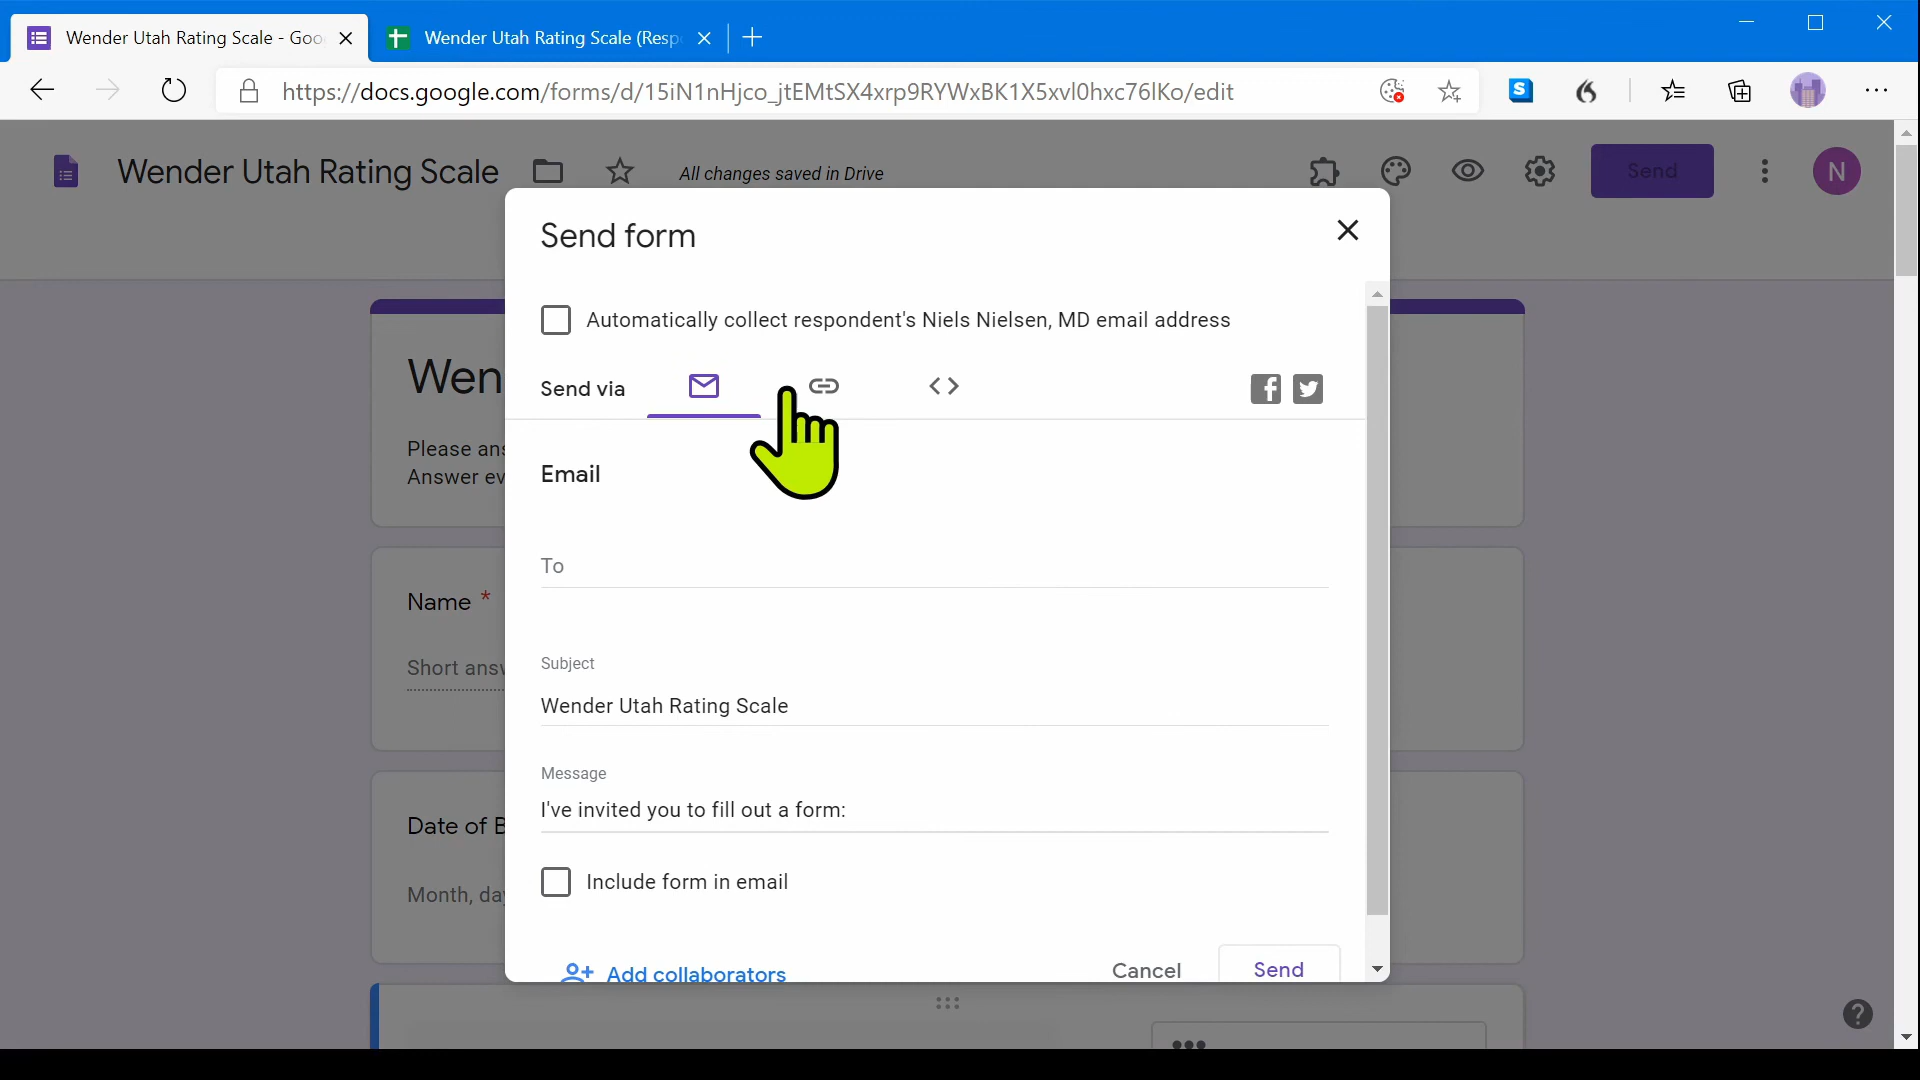 Wender Utah Rating Scale - Goo
Wender Utah Rating Scale (Resp
https://docs.google.com/forms/d/15iN1nHjco_jtEMtSX4xrp9RYWxBK1X5xvl0hxc76lKo/edit
S
Wender Utah Rating Scale
All changes saved in Drive
Send
N
Send form
Automatically collect respondent's Niels Nielsen, MD email address
Send via
Wen
Please ans
Answer ev
Email
To
Name *
Short answ
Subject
Wender Utah Rating Scale
Message
I've invited you to fill out a form:
Date of B
Month, day
Include form in email
Add collaborators
Cancel
Send